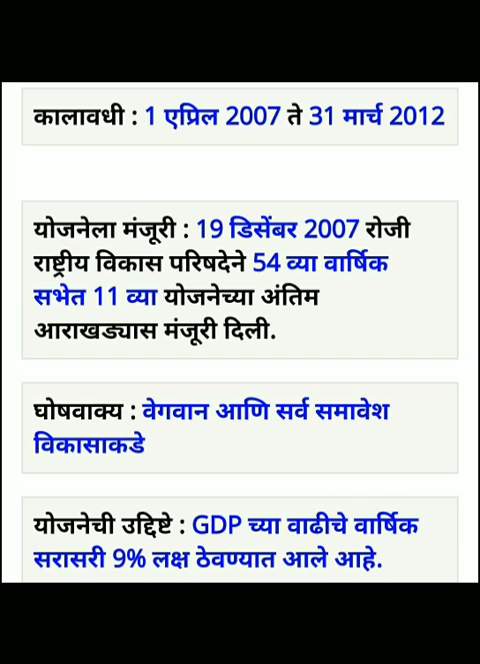 कालावधी : 1 एप्रिल 2007 ते 31 मार्च 2012
योजनेला मंजूरी : 19 डिसेंबर 2007 रोजी
राष्ट्रीय विकास परिषदेने 54 व्या वार्षिक
सभेत 11 व्या योजनेच्या अंतिम
आराखड्यास मंजूरी दिली.
घोषवाक्य : वेगवान आणि सर्व समावेश
विकासाकडे
योजनेची उद्दिष्टे : GDP च्या वाढीचे वार्षिक
सरासरी 9% लक्ष ठेवण्यात आले आहे.